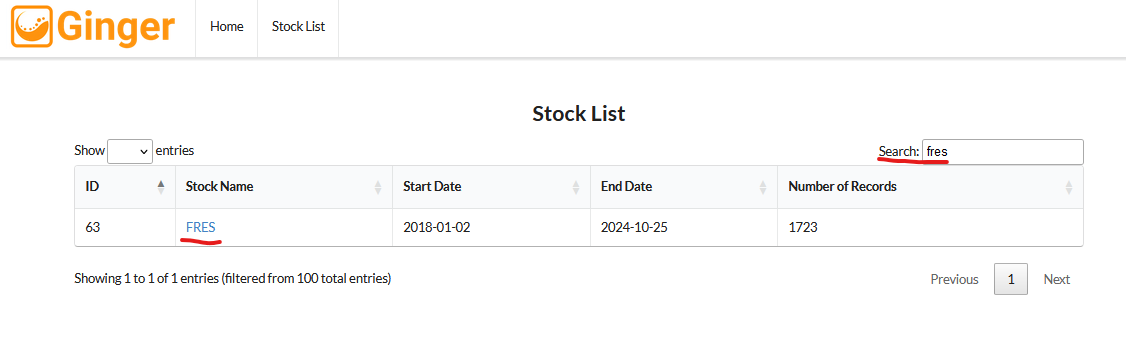 Ginger Home Stock List
Stock List
Show entries Search: fres
ID Stock Name Start Date End Date Number of Records
63 FRES 2018-01-02 2024-10-25 1723
Showing 1 to 1 of 1 entries (filtered from 100 total entries) Previous 1 Next